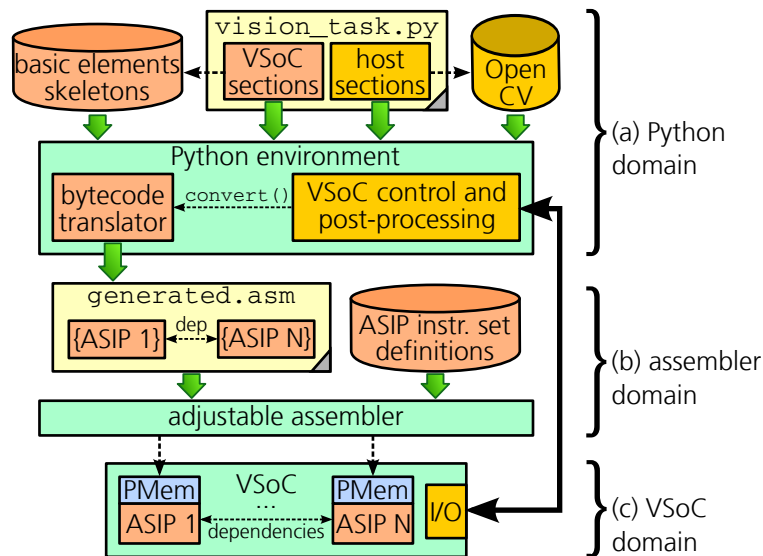 vision_task.py
basic elements
skeletons
VSoC
sections
host
sections
Open
CV
(a) Python
domain
Python environment
bytecode
translator
convert()
VSoC control and
post-processing
generated.asm
{ASIP 1}
dep
{ASIP N}
ASIP instr. set
definitions
(b) assembler
domain
adjustable assembler
PMem
ASIP 1
VSoC
...
dependencies
PMem
ASIP N
I/O
(c) VSoC
domain